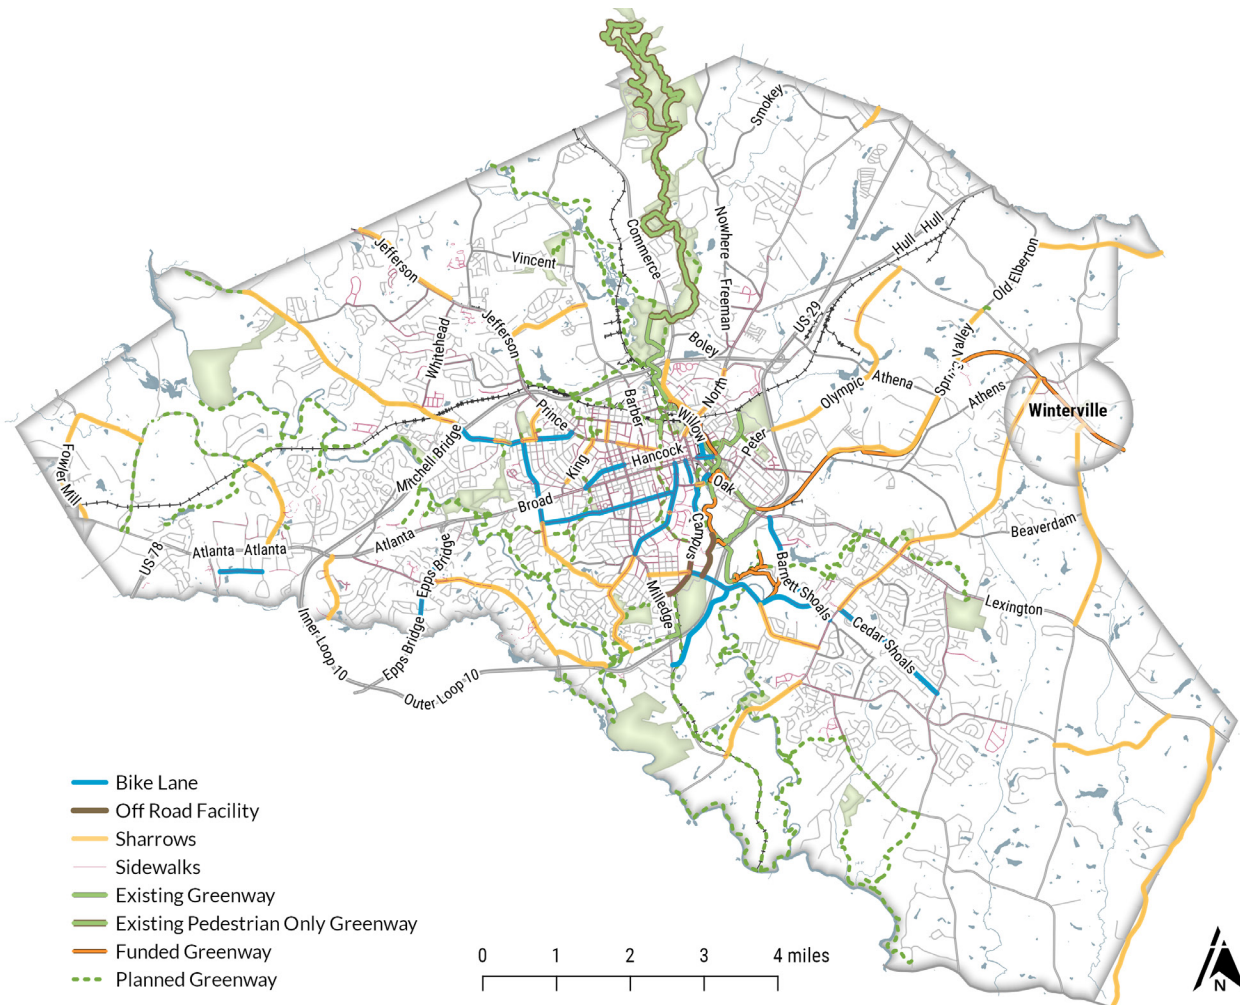 Smokey
Nowhere
Commerce
Hull
Hull
Jefferson
Vincent
Old Elberton
Freeman
US 29
Jefferson
Whitehead
Boley
Spring Valley
Athena
Olympic
Athens
North
Barber
Winterville
Prince
Willow
Peter
Mitchell Bridge
Hancock
King
Fowler Mill
Oak
Broad
Campus
Beaverdam
US 78
Atlanta
Atlanta
Atlanta
Epps Bridge
Barnett Shoals
Milledge
Lexington
Inner Loop 10
Epps Bridge
Cedar Shoals
Outer Loop 10
Bike Lane
Off Road Facility
Sharrows
Sidewalks
Existing Greenway
Existing Pedestrian Only Greenway
Funded Greenway
Planned Greenway
0 1 2 3 4 miles
N